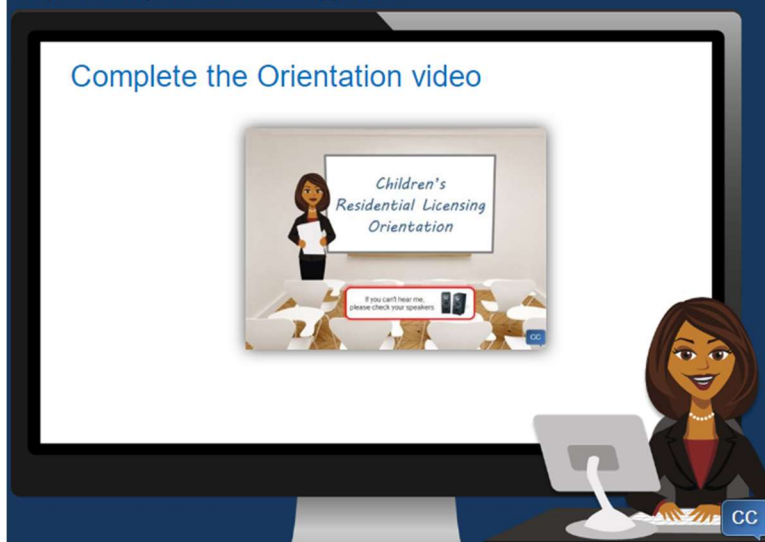 Complete the Orientation video
Children's
Residential Licensing
Orientation
If you can't hear me,
please check your speakers
CC
CC